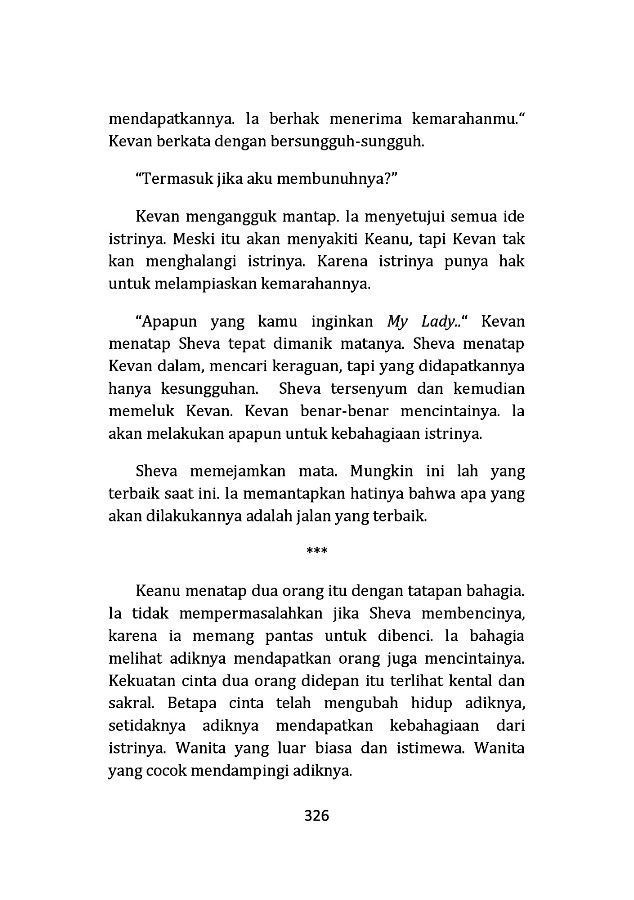 mendapatkannya. Ia berhak menerima kemarahanmu.“
Kevan berkata dengan bersungguh-sungguh.
“Termasuk jika aku membunuhnya?”
Kevan mengangguk mantap. Ia menyetujui semua ide
istrinya. Meski itu akan menyakiti Keanu, tapi Kevan tak
kan menghalangi istrinya. Karena istrinya punya hak
untuk melampiaskan kemarahannya.
“Apapun yang kamu inginkan My Lady..“ Kevan
menatap Sheva tepat dimanik matanya. Sheva menatap
Kevan dalam, mencari keraguan, tapi yang didapatkannya
hanya kesungguhan. Sheva tersenyum dan kemudian
memeluk Kevan. Kevan benar-benar mencintainya. Ia
akan melakukan apapun untuk kebahagiaan istrinya.
Sheva memejamkan mata. Mungkin ini lah yang
terbaik saat ini. Ia memantapkan hatinya bahwa apa yang
akan dilakukannya adalah jalan yang terbaik.
***
Keanu menatap dua orang itu dengan tatapan bahagia.
Ia tidak mempermasalahkan jika Sheva membencinya,
karena ia memang pantas untuk dibenci. Ia bahagia
melihat adiknya mendapatkan orang juga mencintainya.
Kekuatan cinta dua orang didepan itu terlihat kental dan
sakral. Betapa cinta telah mengubah hidup adiknya,
setidaknya adiknya mendapatkan kebahagiaan dari
istrinya. Wanita yang luar biasa dan istimewa. Wanita
yang cocok mendampingi adiknya.
326